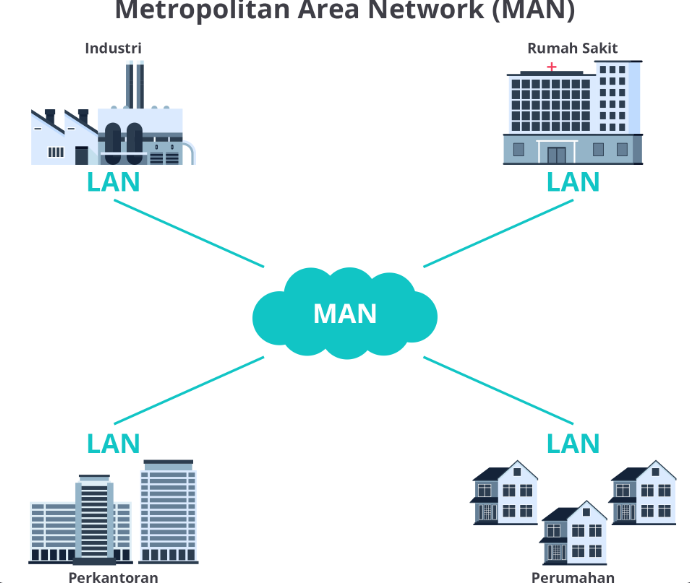 Metropolitan Area Network (MAN)
Industri
Rumah Sakit
LAN
LAN
MAN
LAN
LAN
Perkantoran
Perumahan